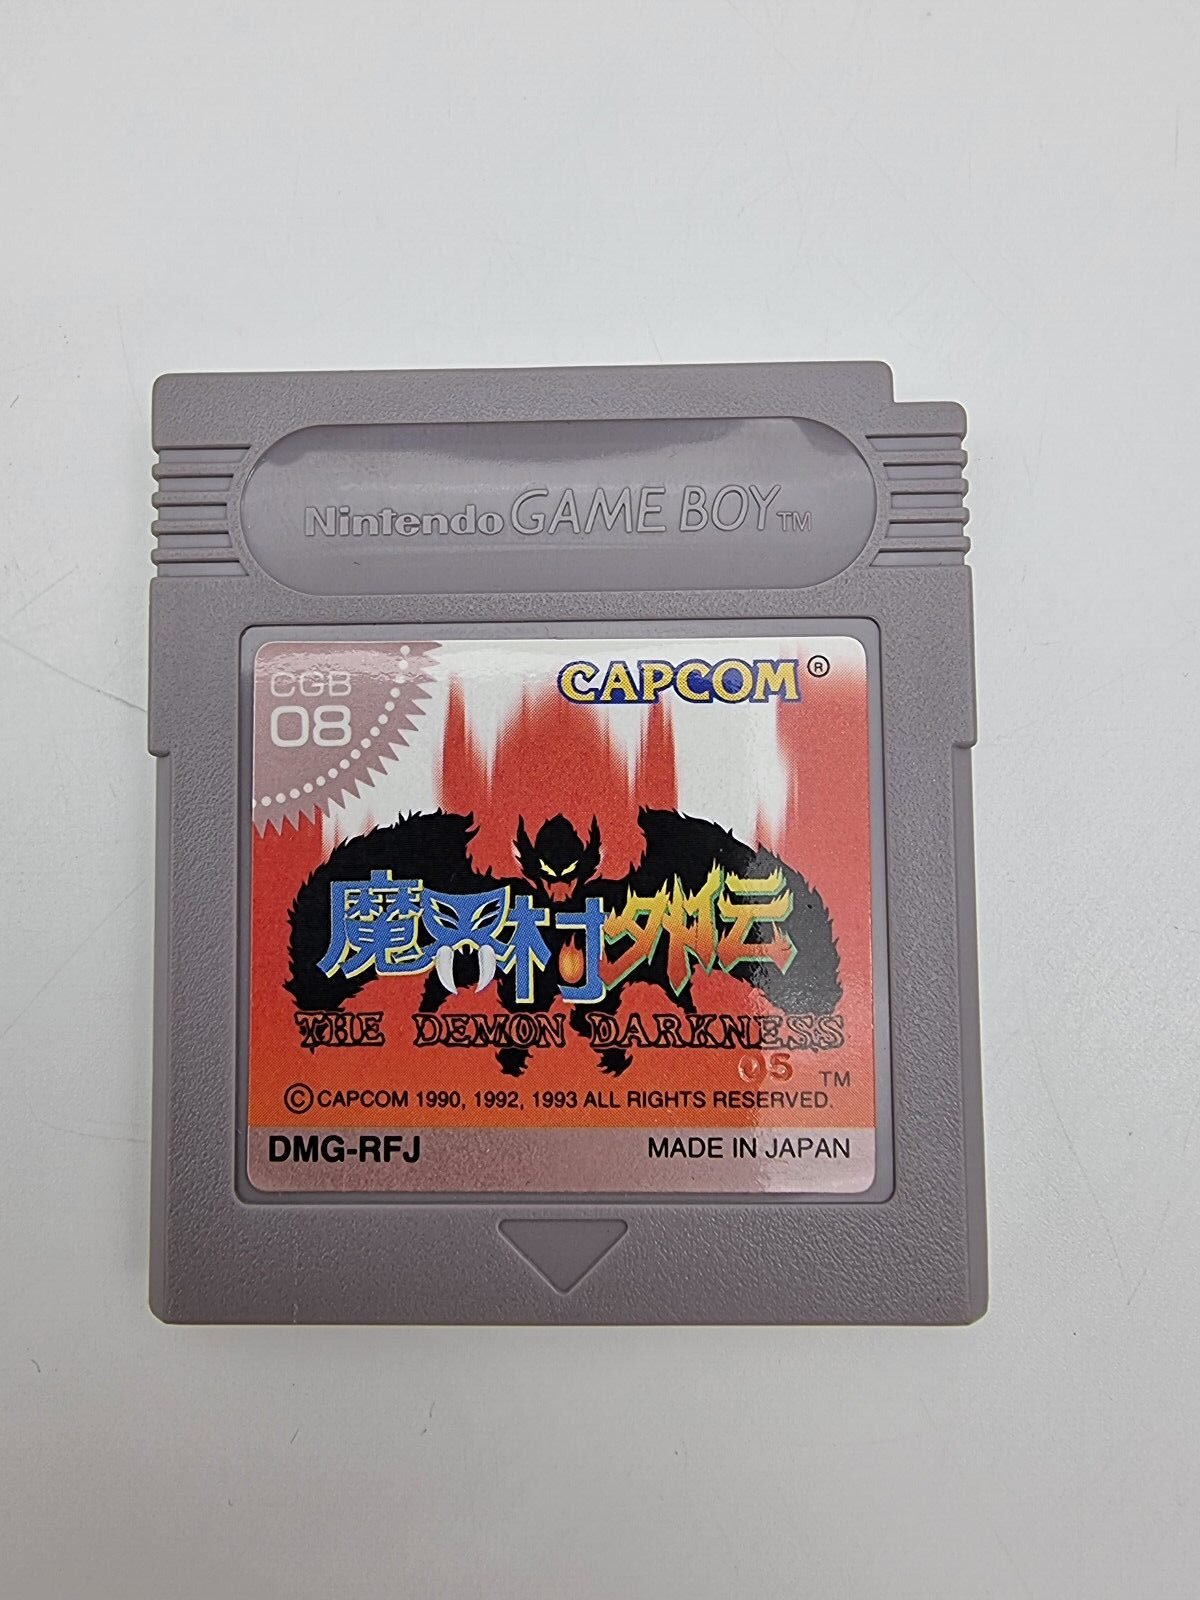 Nintendo GAME BOY™
CGB
08
CAPCOM®
魔界村外伝
THE DEMON DARKNESS
05
TM
©CAPCOM 1990, 1992, 1993 ALL RIGHTS RESERVED.
DMG-RFJ
MADE IN JAPAN